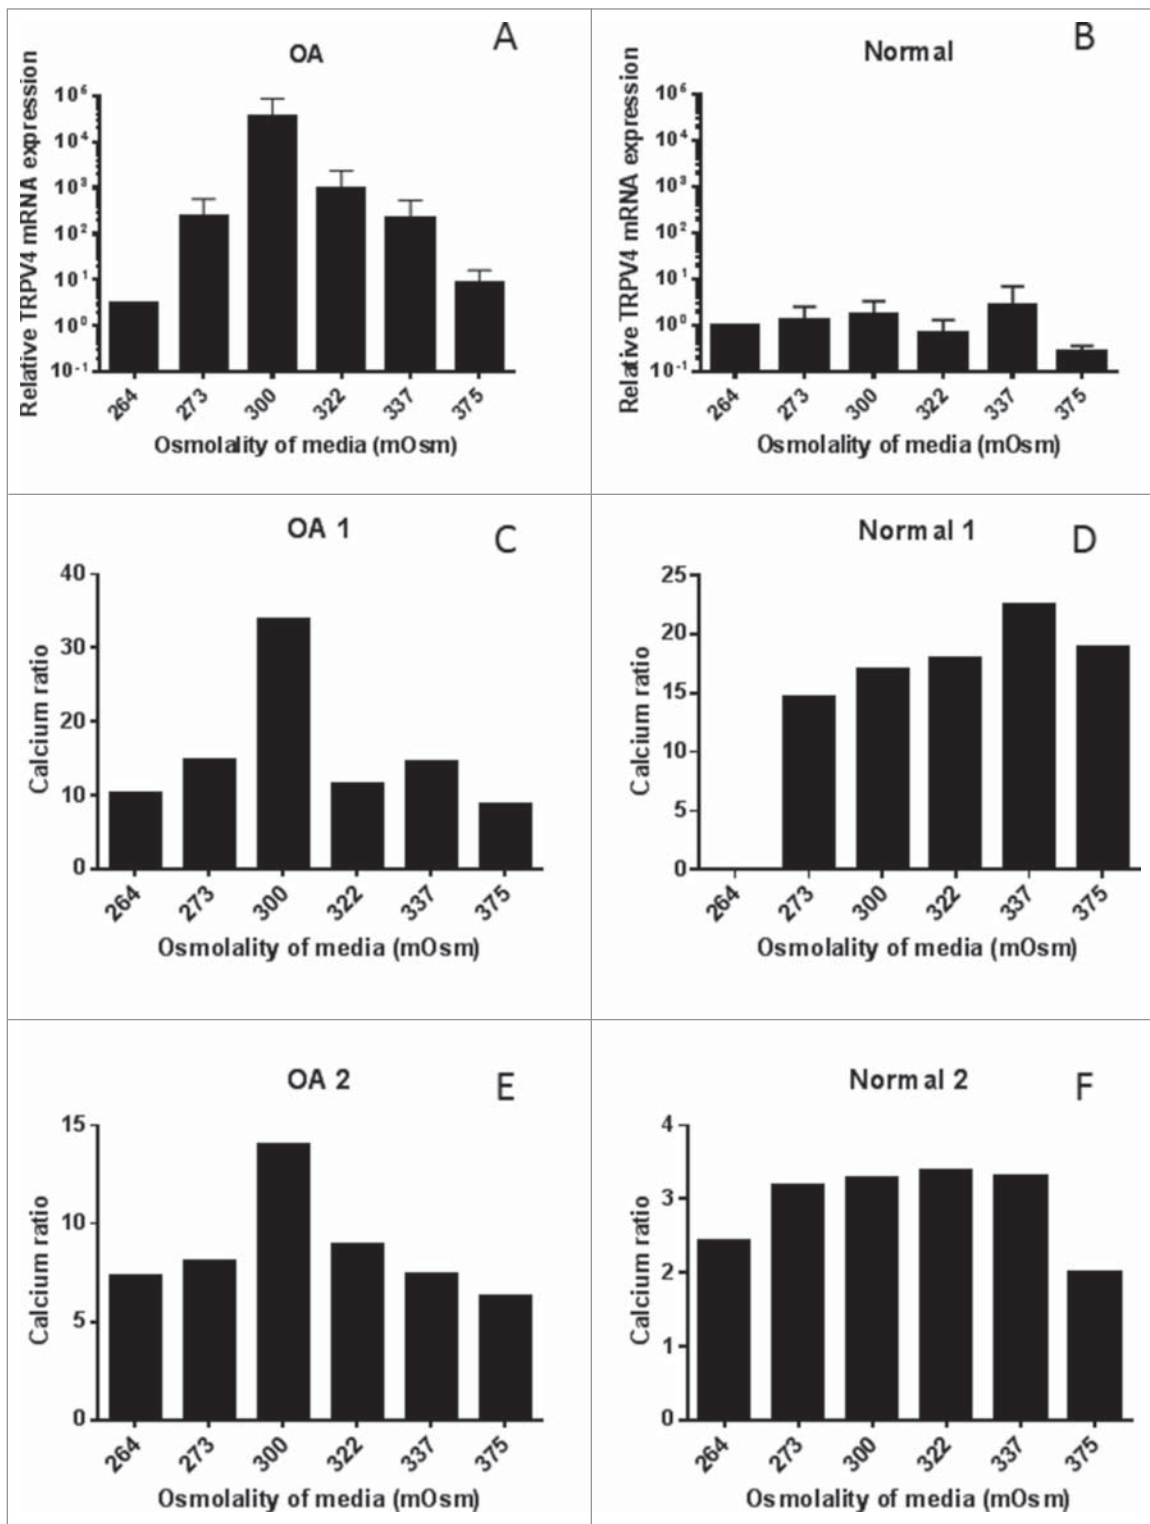 A
OA
Relative TRPV4 mRNA expression
10⁶
10⁴
10³
10²
10¹
10⁰
10⁻¹
264 273 300 322 337 375
Osmolality of media (mOsm)
B
Normal
Relative TRPV4 mRNA expression
10⁶
10⁴
10³
10²
10¹
10⁰
10⁻¹
264 273 300 322 337 375
Osmolality of media (mOsm)
OA 1
C
Calcium ratio
40
30
20
10
0
264 273 300 322 337 375
Osmolality of media (mOsm)
Normal 1
D
Calcium ratio
25
20
15
10
5
0
264 273 300 322 337 375
Osmolality of media (mOsm)
OA 2
E
Calcium ratio
15
10
5
0
264 273 300 322 337 375
Osmolality of media (mOsm)
Normal 2
F
Calcium ratio
4
3
2
1
0
264 273 300 322 337 375
Osmolality of media (mOsm)